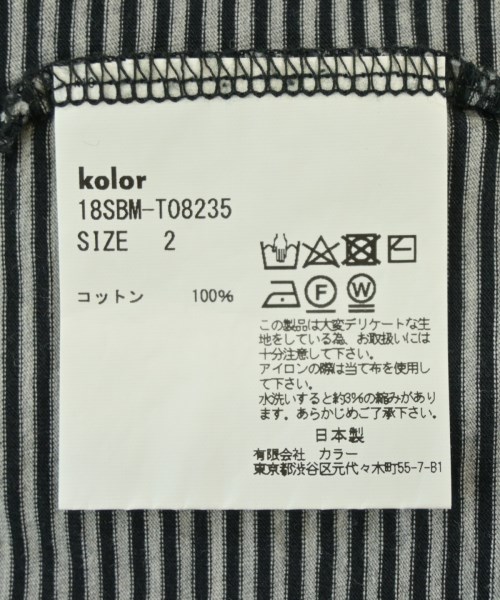 kolor
18SBM-T08235
SIZE 2
コットン 100%
F
W
この製品は大変デリケートな生
地をしている為、お取扱いには
十分注意して下さい。
アイロンの際は当て布を使用し
て下さい。
水洗いすると約3%の縮みがあり
ます。あらかじめご了承下さい。
日本製
有限会社 カラー
東京都渋谷区元代々木町55-7-B1